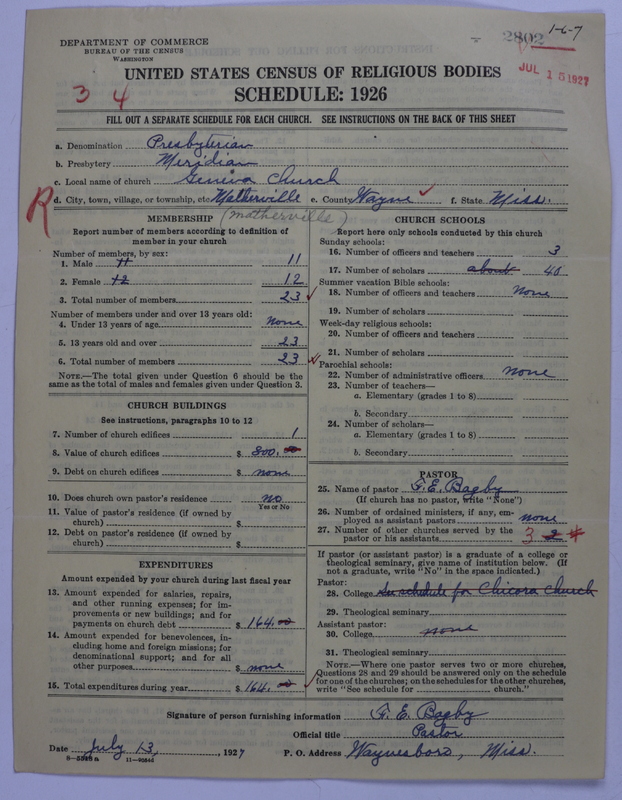 DEPARTMENT OF COMMERCE
BUREAU OF THE CENSUS
WASHINGTON
2802
1-6-7
JUL 15 1927
UNITED STATES CENSUS OF RELIGIOUS BODIES
3 4
SCHEDULE: 1926
FILL OUT A SEPARATE SCHEDULE FOR EACH CHURCH. SEE INSTRUCTIONS ON THE BACK OF THIS SHEET
a. Denomination Presbyterian
b. Presbytery Meridian
c. Local name of church Geneva Church
R
d. City, town, village, or township, etc. Matherville e. County Wayne f. State Miss.
MEMBERSHIP (Matherville)
Report number of members according to definition of
member in your church
Number of members, by sex:
1. Male 11 11
2. Female 12 12
3. Total number of members 23
Number of members under and over 13 years old:
4. Under 13 years of age none
5. 13 years old and over 23
6. Total number of members 23
NOTE.—The total given under Question 6 should be the
same as the total of males and females given under Question 3.
CHURCH BUILDINGS
See instructions, paragraphs 10 to 12
7. Number of church edifices 1
8. Value of church edifices $ 800.00
9. Debt on church edifices $ none
10. Does church own pastor's residence no
Yes or No
11. Value of pastor's residence (if owned by
church) $
12. Debt on pastor's residence (if owned by
church) $
EXPENDITURES
Amount expended by your church during last fiscal year
13. Amount expended for salaries, repairs,
and other running expenses; for im-
provements or new buildings; and for
payments on church debt $ 164.00
14. Amount expended for benevolences, in-
cluding home and foreign missions; for
denominational support; and for all
other purposes $ none
15. Total expenditures during year $ 164.00
CHURCH SCHOOLS
Report here only schools conducted by this church
Sunday schools:
16. Number of officers and teachers 3
17. Number of scholars about 40
Summer vacation Bible schools:
18. Number of officers and teachers none
19. Number of scholars
Week-day religious schools:
20. Number of officers and teachers
21. Number of scholars
Parochial schools:
22. Number of administrative officers none
23. Number of teachers—
a. Elementary (grades 1 to 8)
b. Secondary
24. Number of scholars—
a. Elementary (grades 1 to 8)
b. Secondary
PASTOR
25. Name of pastor F. E. Bagby
(If church has no pastor, write "None")
26. Number of ordained ministers, if any, em-
ployed as assistant pastors none
27. Number of other churches served by the
pastor or his assistants 3 2 *
If pastor (or assistant pastor) is a graduate of a college or
theological seminary, give name of institution below. (If
not a graduate, write "No" in the space indicated.)
Pastor:
28. College See schedule for Chicora Church
29. Theological seminary
Assistant pastor:
30. College none
31. Theological seminary
NOTE.—Where one pastor serves two or more churches,
Questions 28 and 29 should be answered only on the schedule
for one of the churches; on the schedules for the other churches,
write "See schedule for church."
Signature of person furnishing information F. E. Bagby
Official title Pastor
Date July 13, 1927 P. O. Address Waynesboro, Miss.